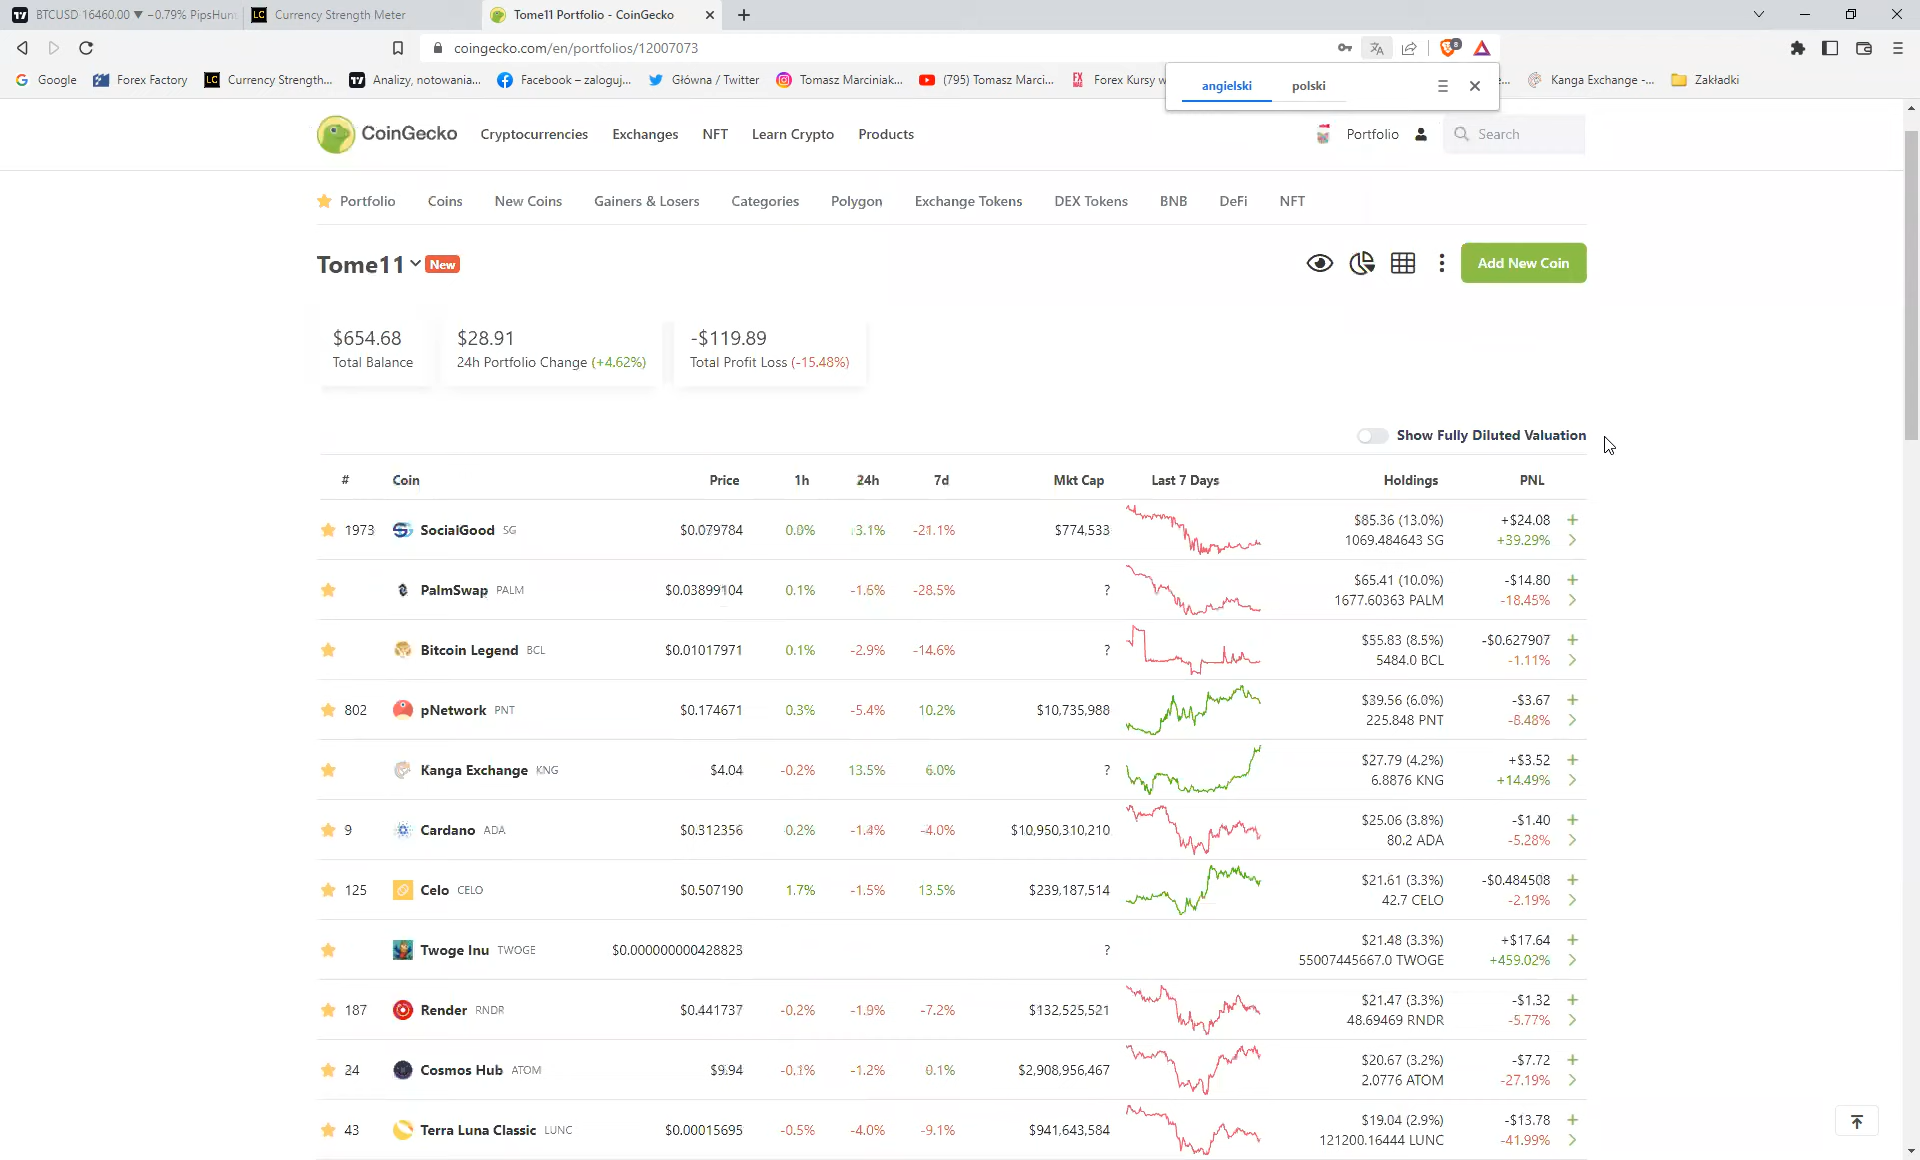 BTCUSD 16460.00 ▼ −0.79% PipsHun
Currency Strength Meter
Tome11 Portfolio - CoinGecko
coingecko.com/en/portfolios/12007073
Google
Forex Factory
Currency Strength...
Analizy, notowania...
Facebook – zaloguj...
Główna / Twitter
Tomasz Marciniak...
(795) Tomasz Marci...
Forex Kursy w
Kanga Exchange -...
Zakładki
angielski
polski
CoinGecko
Cryptocurrencies
Exchanges
NFT
Learn Crypto
Products
Portfolio
Search
Portfolio
Coins
New Coins
Gainers & Losers
Categories
Polygon
Exchange Tokens
DEX Tokens
BNB
DeFi
NFT
Tome11
New
Add New Coin
$654.68
Total Balance
$28.91
24h Portfolio Change (+4.62%)
-$119.89
Total Profit Loss (-15.48%)
Show Fully Diluted Valuation
# Coin Price 1h 24h 7d Mkt Cap Last 7 Days Holdings PNL
1973 SocialGood SG $0.079784 0.0% 3.1% -21.1% $774,533 $85.36 (13.0%) +$24.08
1069.484643 SG +39.29%
PalmSwap PALM $0.03899104 0.1% -1.6% -28.5% ? $65.41 (10.0%) -$14.80
1677.60363 PALM -18.45%
Bitcoin Legend BCL $0.01017971 0.1% -2.9% -14.6% ? $55.83 (8.5%) -$0.627907
5484.0 BCL -1.11%
802 pNetwork PNT $0.174671 0.3% -5.4% 10.2% $10,735,988 $39.56 (6.0%) -$3.67
225.848 PNT -8.48%
Kanga Exchange KNG $4.04 -0.2% 13.5% 6.0% ? $27.79 (4.2%) +$3.52
6.8876 KNG +14.49%
9 Cardano ADA $0.312356 0.2% -1.4% -4.0% $10,950,310,210 $25.06 (3.8%) -$1.40
80.2 ADA -5.28%
125 Celo CELO $0.507190 1.7% -1.5% 13.5% $239,187,514 $21.61 (3.3%) -$0.484508
42.7 CELO -2.19%
Twoge Inu TWOGE $0.000000000428823 ? $21.48 (3.3%) +$17.64
55007445667.0 TWOGE +459.02%
187 Render RNDR $0.441737 -0.2% -1.9% -7.2% $132,525,521 $21.47 (3.3%) -$1.32
48.69469 RNDR -5.77%
24 Cosmos Hub ATOM $9.94 -0.1% -1.2% 0.1% $2,908,956,467 $20.67 (3.2%) -$7.72
2.0776 ATOM -27.19%
43 Terra Luna Classic LUNC $0.00015695 -0.5% -4.0% -9.1% $941,643,584 $19.04 (2.9%) -$13.78
121200.16444 LUNC -41.99%